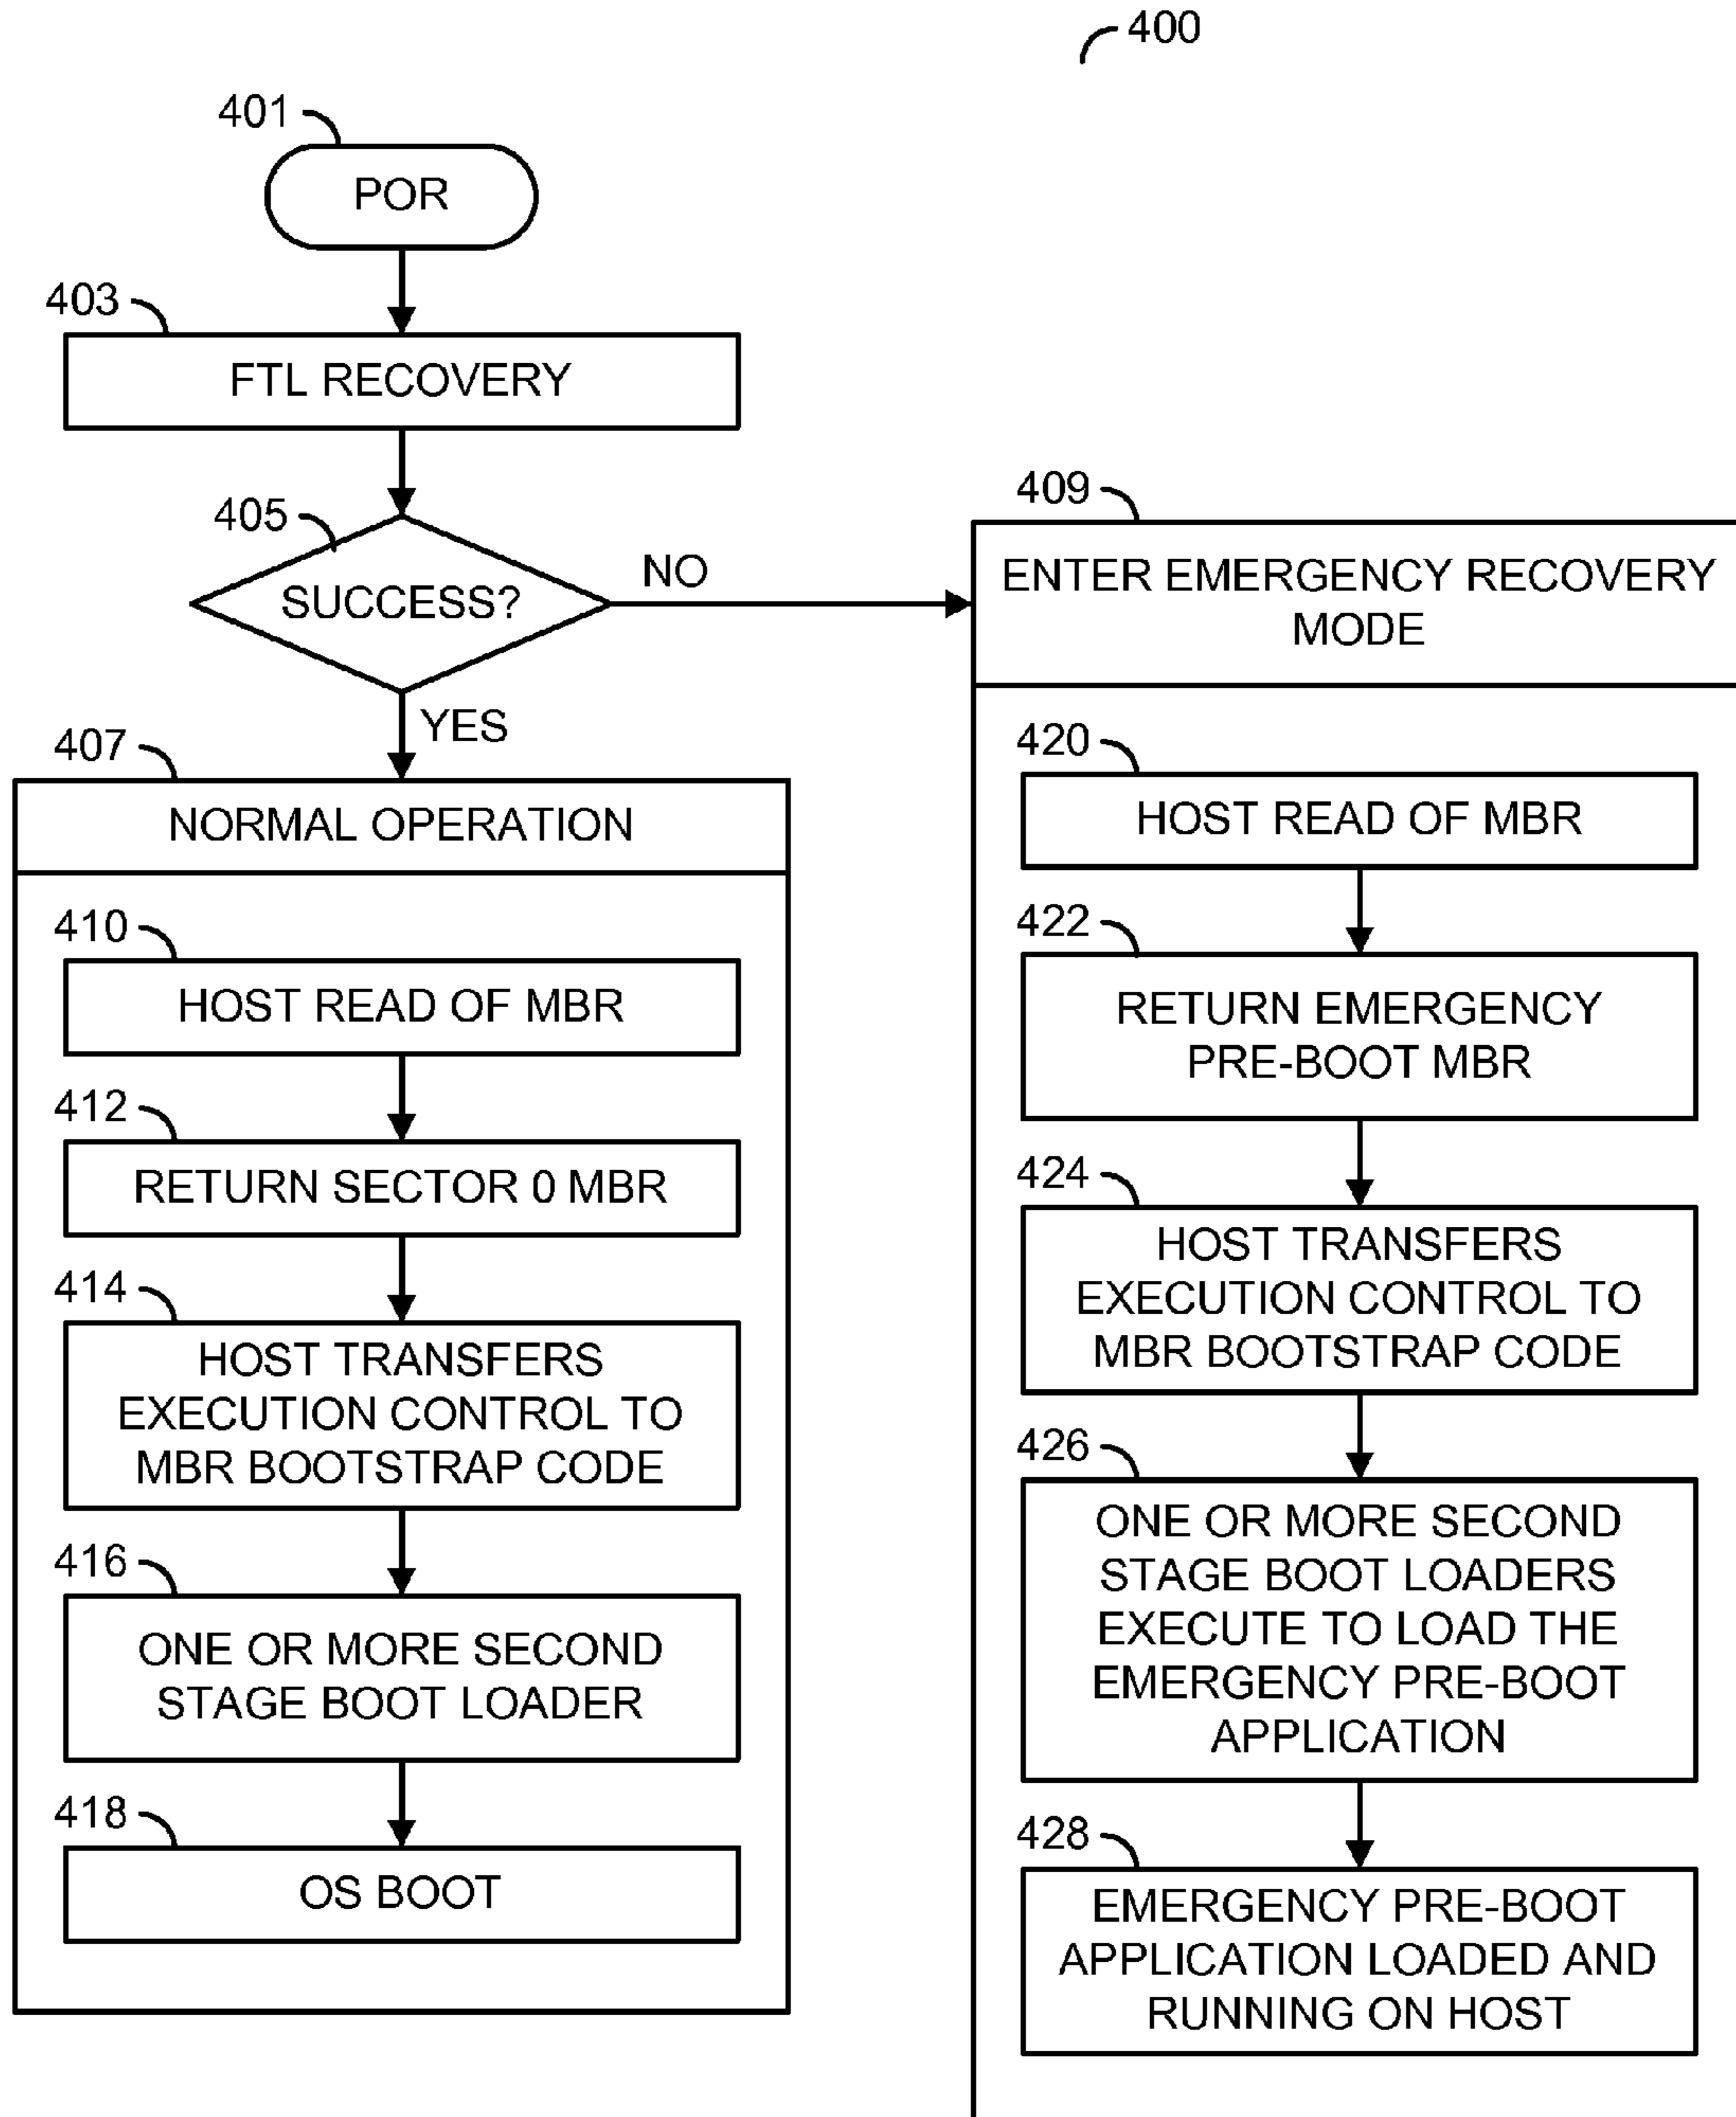 400
401
POR
403
FTL RECOVERY
405
SUCCESS?
NO
YES
407
NORMAL OPERATION
410
HOST READ OF MBR
412
RETURN SECTOR 0 MBR
414
HOST TRANSFERS
EXECUTION CONTROL TO
MBR BOOTSTRAP CODE
416
ONE OR MORE SECOND
STAGE BOOT LOADER
418
OS BOOT
409
ENTER EMERGENCY RECOVERY
MODE
420
HOST READ OF MBR
422
RETURN EMERGENCY
PRE-BOOT MBR
424
HOST TRANSFERS
EXECUTION CONTROL TO
MBR BOOTSTRAP CODE
426
ONE OR MORE SECOND
STAGE BOOT LOADERS
EXECUTE TO LOAD THE
EMERGENCY PRE-BOOT
APPLICATION
428
EMERGENCY PRE-BOOT
APPLICATION LOADED AND
RUNNING ON HOST